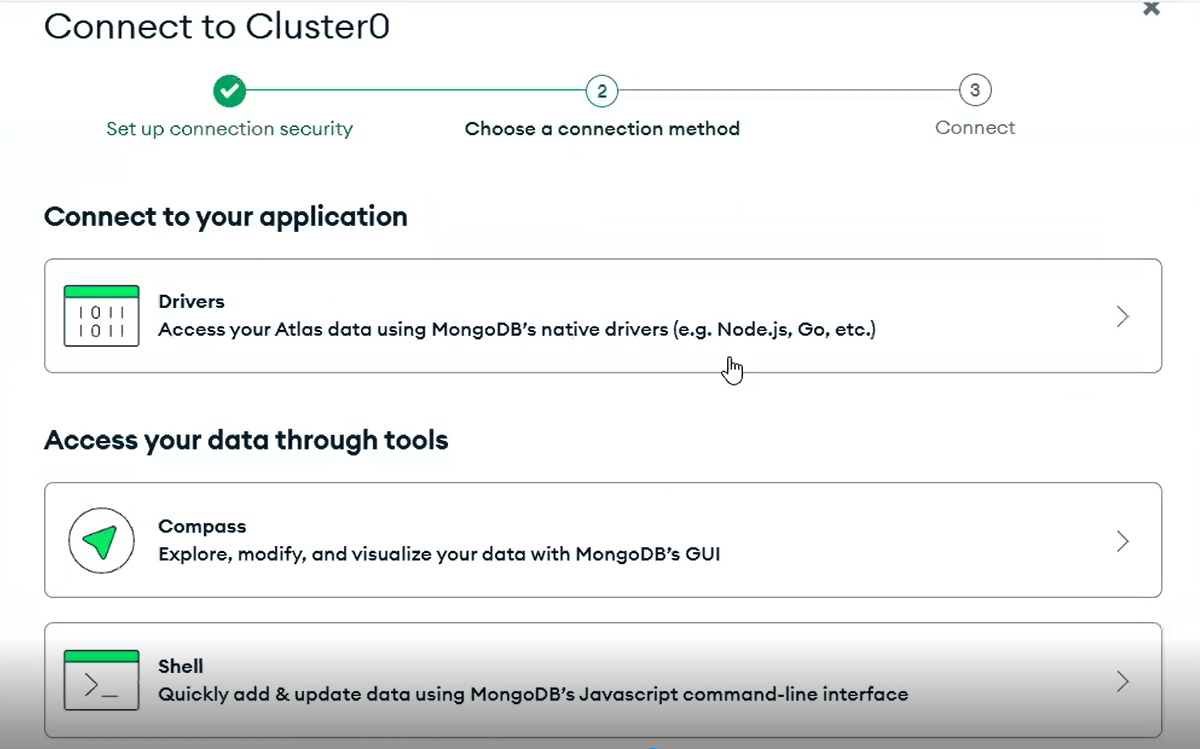 Connect to Cluster0
2
3
Set up connection security
Choose a connection method
Connect
Connect to your application
1011
1011
Drivers
Access your Atlas data using MongoDB's native drivers (e.g. Node.js, Go, etc.)
Access your data through tools
Compass
Explore, modify, and visualize your data with MongoDB's GUI
Shell
Quickly add & update data using MongoDB's Javascript command-line interface